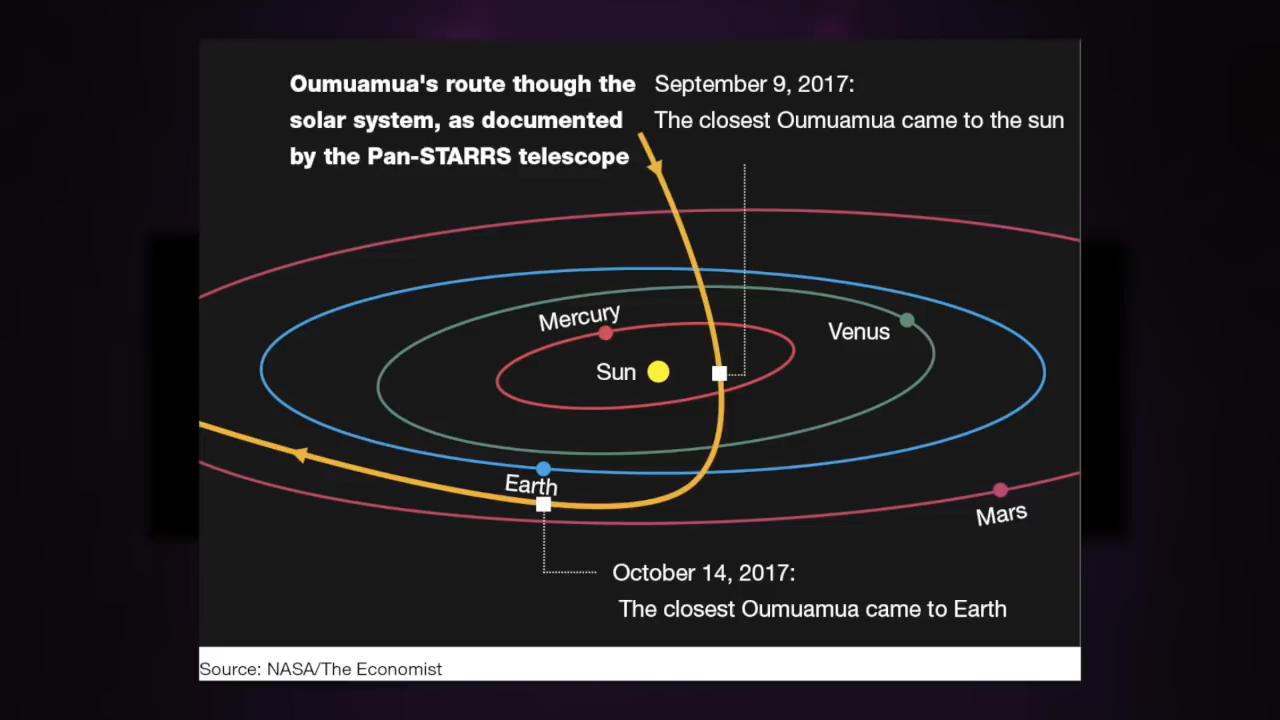 Oumuamua's route though the
solar system, as documented
by the Pan-STARRS telescope
September 9, 2017:
The closest Oumuamua came to the sun
Mercury
Venus
Sun
Earth
Mars
October 14, 2017:
The closest Oumuamua came to Earth
Source: NASA/The Economist